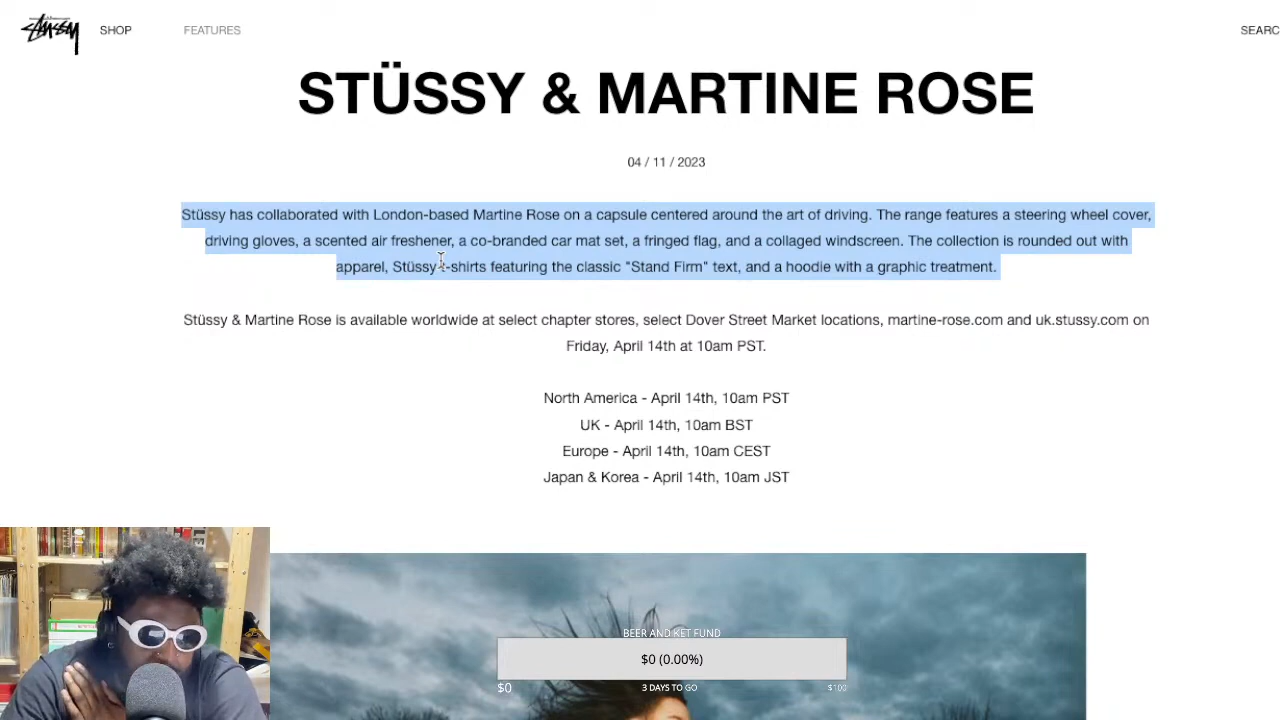 STÜSSY
SHOP
FEATURES
SEARC
STÜSSY & MARTINE ROSE
04 / 11 / 2023
Stüssy has collaborated with London-based Martine Rose on a capsule centered around the art of driving. The range features a steering wheel cover,
driving gloves, a scented air freshener, a co-branded car mat set, a fringed flag, and a collaged windscreen. The collection is rounded out with
apparel, Stüssy t-shirts featuring the classic "Stand Firm" text, and a hoodie with a graphic treatment.
Stüssy & Martine Rose is available worldwide at select chapter stores, select Dover Street Market locations, martine-rose.com and uk.stussy.com on
Friday, April 14th at 10am PST.
North America - April 14th, 10am PST
UK - April 14th, 10am BST
Europe - April 14th, 10am CEST
Japan & Korea - April 14th, 10am JST
BEER AND KET FUND
$0 (0.00%)
$0
3 DAYS TO GO
$100